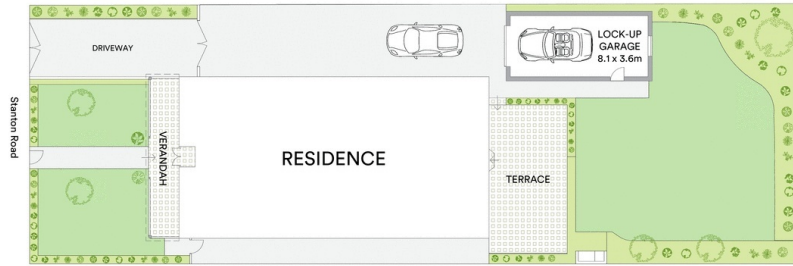 DRIVEWAY
LOCK-UP
GARAGE
8.1 x 3.6m
Stanton Road
VERANDAH
RESIDENCE
TERRACE